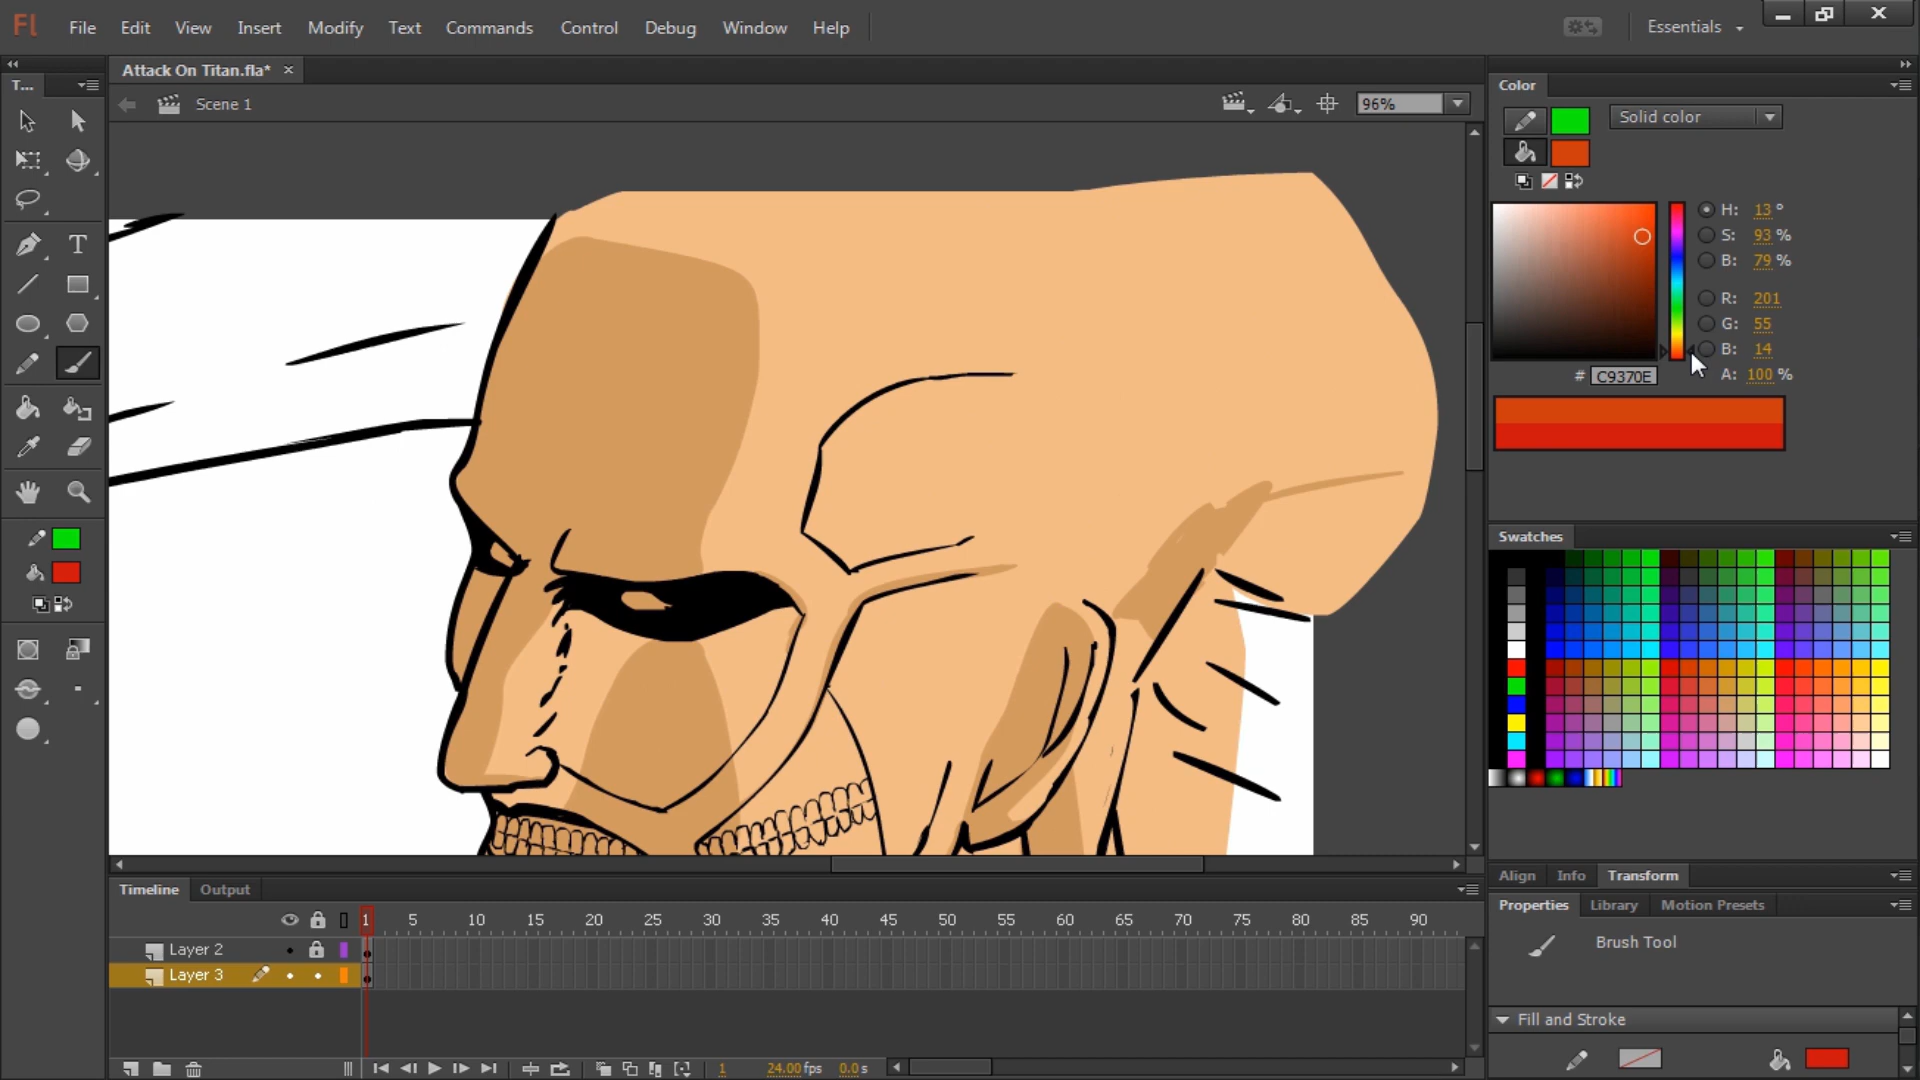 Fl File Edit View Insert Modify Text Commands Control Debug Window Help Essentials
T...
Attack On Titan.fla*
Scene 1
96%
Color
Solid color
H: 13 °
S: 93 %
B: 79 %
R: 201
G: 55
B: 14
# C9370E
A: 100 %
T
Swatches
Align Info Transform
Properties Library Motion Presets
Brush Tool
Fill and Stroke
Timeline Output
1 5 10 15 20 25 30 35 40 45 50 55 60 65 70 75 80 85 90
Layer 2
Layer 3
1 24.00 fps 0.0 s